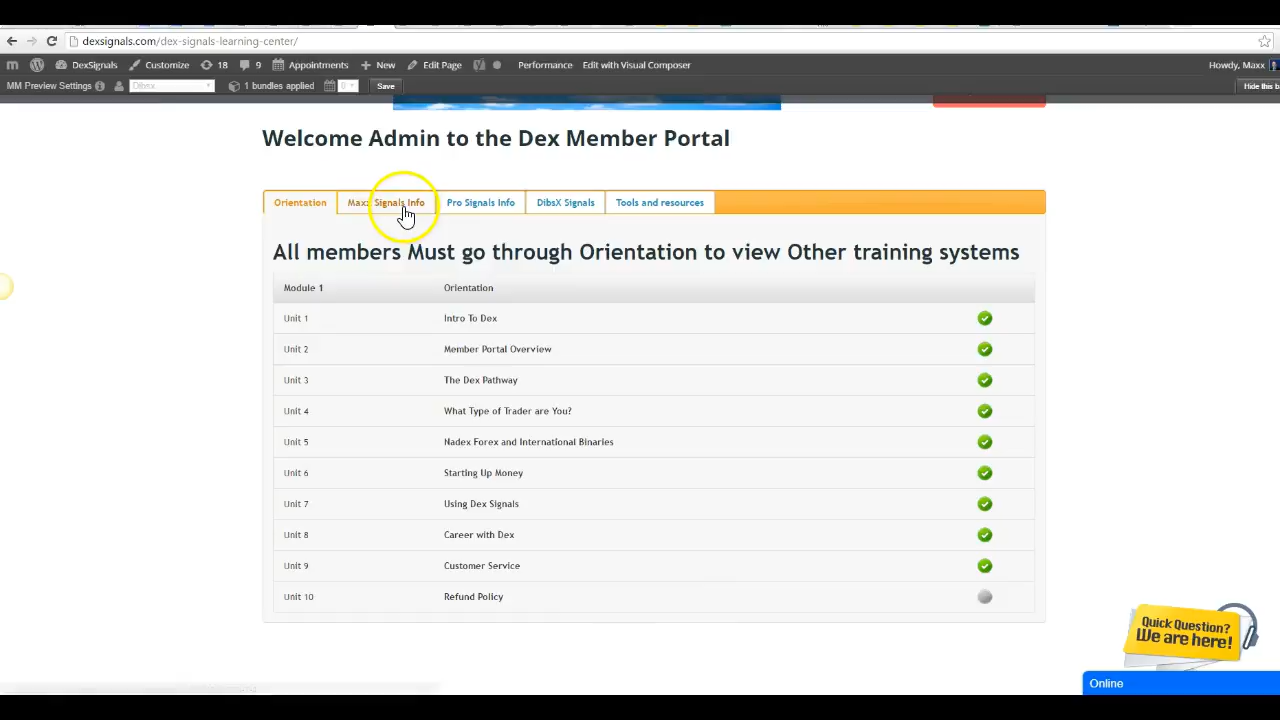 dexsignals.com/dex-signals-learning-center/
DexSignals Customize 18 9 Appointments New Edit Page Performance Edit with Visual Composer Howdy, Maxx
MM Preview Settings Dibsx 1 bundles applied 0 Save Hide this ba
Welcome Admin to the Dex Member Portal
Orientation Maxx Signals Info Pro Signals Info DibsX Signals Tools and resources
All members Must go through Orientation to view Other training systems
Module 1 Orientation
Unit 1 Intro To Dex
Unit 2 Member Portal Overview
Unit 3 The Dex Pathway
Unit 4 What Type of Trader are You?
Unit 5 Nadex Forex and International Binaries
Unit 6 Starting Up Money
Unit 7 Using Dex Signals
Unit 8 Career with Dex
Unit 9 Customer Service
Unit 10 Refund Policy
Quick Question?
We are here!
Online